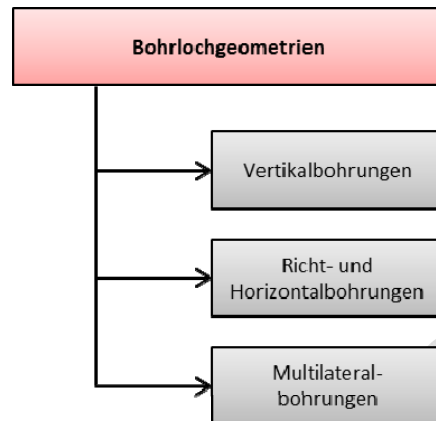 Bohrlochgeometrien
Vertikalbohrungen
Richt- und
Horizontalbohrungen
Multilateral-
bohrungen